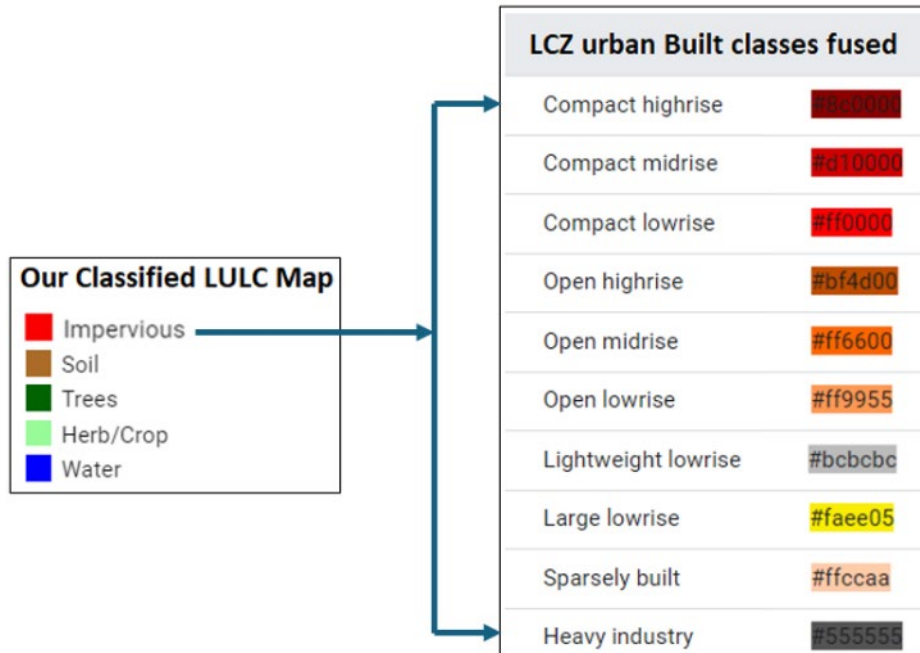 LCZ urban Built classes fused
Compact highrise #8c0000
Compact midrise #d10000
Compact lowrise #ff0000
Open highrise #bf4d00
Open midrise #ff6600
Open lowrise #ff9955
Lightweight lowrise #bcbcbc
Large lowrise #faee05
Sparsely built #ffccaa
Heavy industry #555555
Our Classified LULC Map
Impervious
Soil
Trees
Herb/Crop
Water